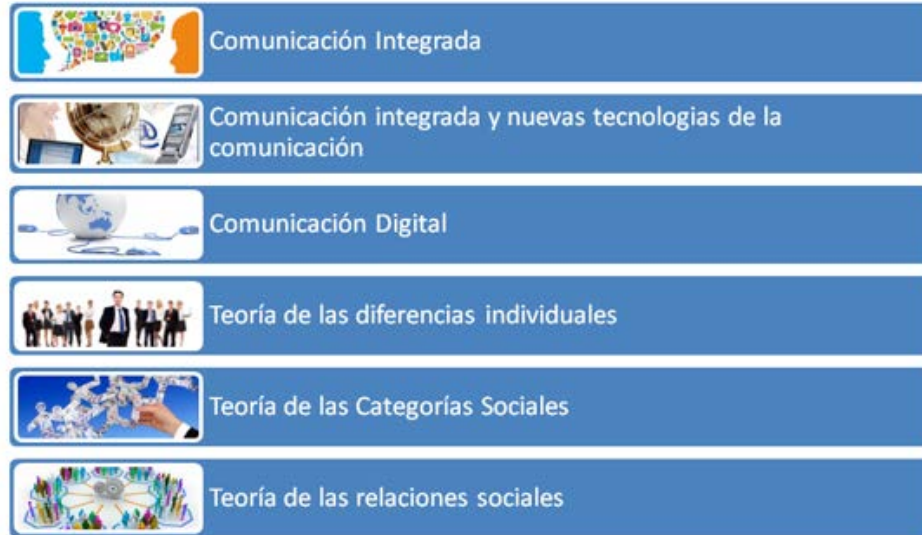 Comunicación Integrada
Comunicación integrada y nuevas tecnologias de la
comunicación
Comunicación Digital
Teoría de las diferencias individuales
Teoría de las Categorías Sociales
Teoría de las relaciones sociales